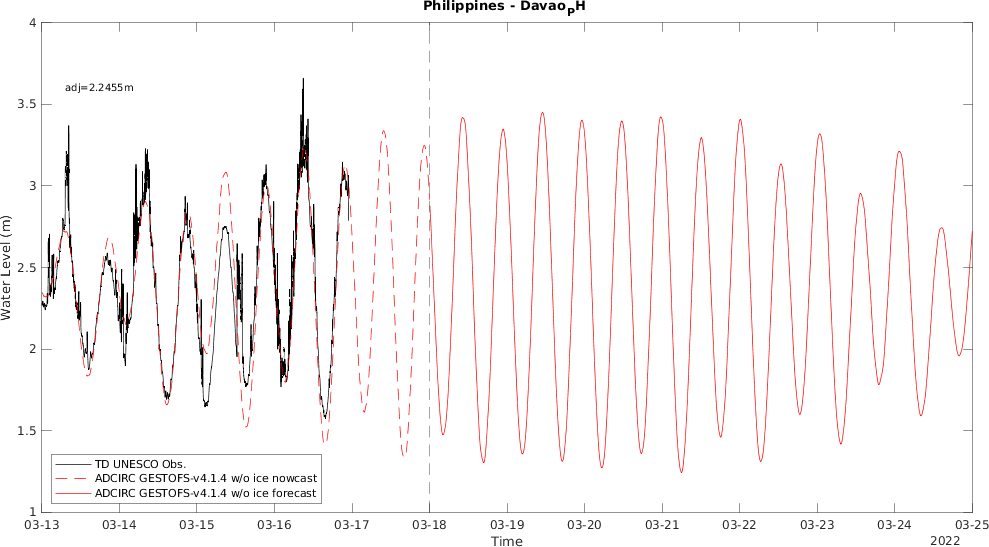 Philippines - Davao_pH
adj=2.2455m
4
3.5
3
2.5
2
1.5
1
Water Level (m)
TD UNESCO Obs.
ADCIRC GESTOFS-v4.1.4 w/o ice nowcast
ADCIRC GESTOFS-v4.1.4 w/o ice forecast
03-13 03-14 03-15 03-16 03-17 03-18 03-19 03-20 03-21 03-22 03-23 03-24 03-25
Time
2022